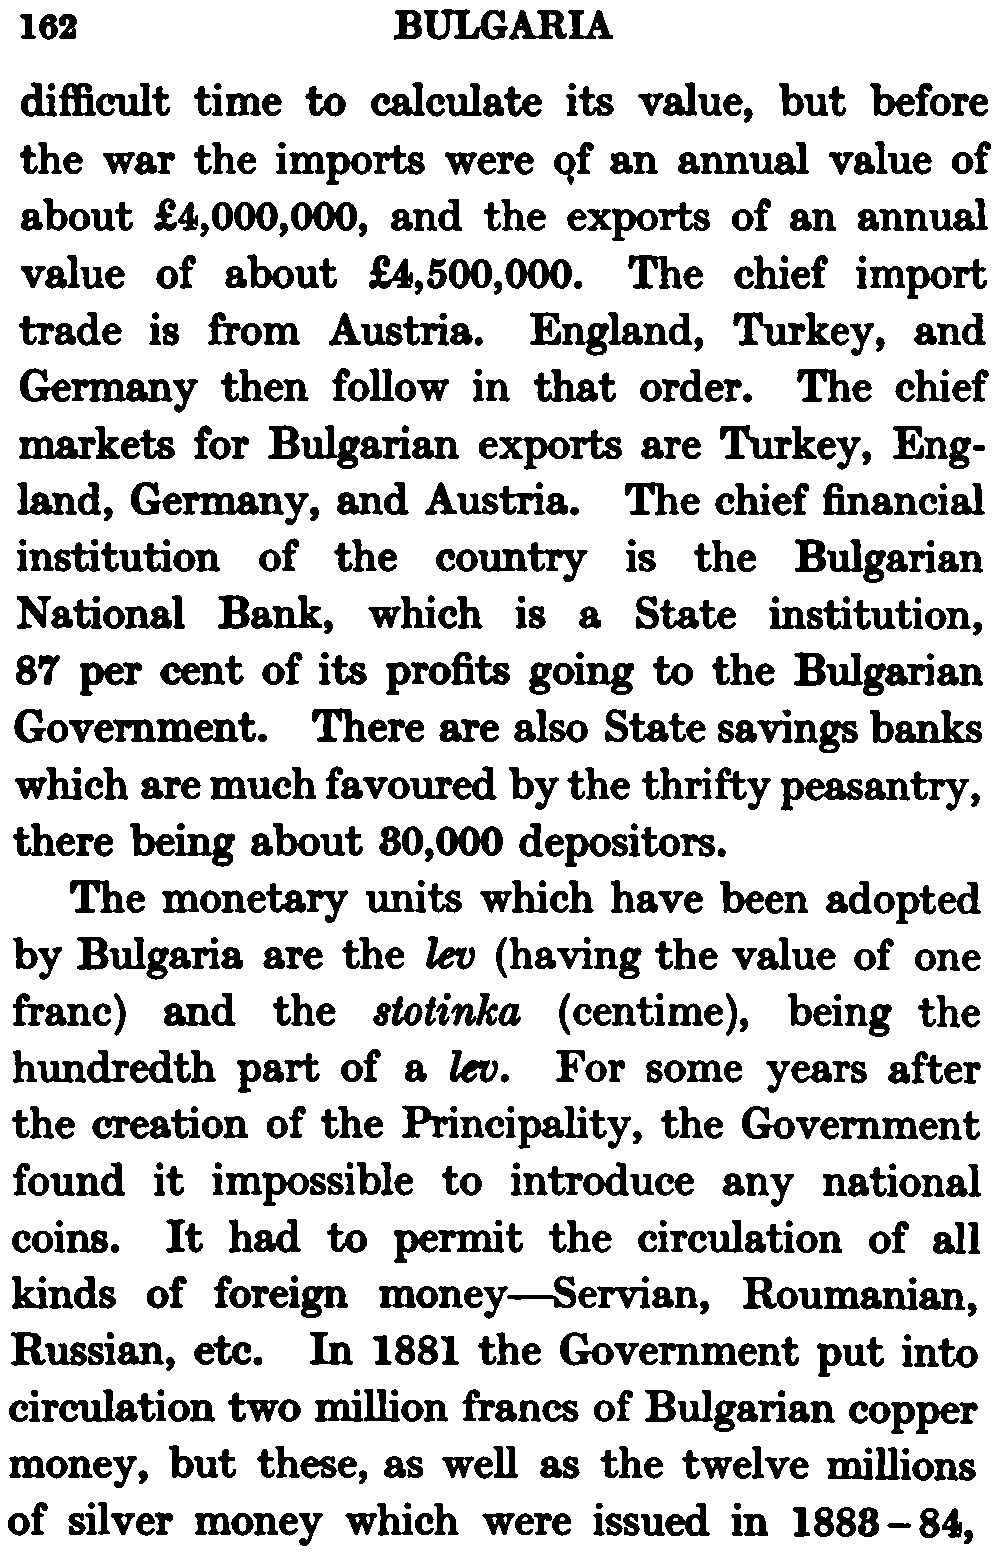 162 BULGARIA
difficult time to calculate its value, but before
the war the imports were of an annual value of
about £4,000,000, and the exports of an annual
value of about £4,500,000. The chief import
trade is from Austria. England, Turkey, and
Germany then follow in that order. The chief
markets for Bulgarian exports are Turkey, Eng-
land, Germany, and Austria. The chief financial
institution of the country is the Bulgarian
National Bank, which is a State institution,
87 per cent of its profits going to the Bulgarian
Government. There are also State savings banks
which are much favoured by the thrifty peasantry,
there being about 30,000 depositors.
The monetary units which have been adopted
by Bulgaria are the lev (having the value of one
franc) and the stotinka (centime), being the
hundredth part of a lev. For some years after
the creation of the Principality, the Government
found it impossible to introduce any national
coins. It had to permit the circulation of all
kinds of foreign money—Servian, Roumanian,
Russian, etc. In 1881 the Government put into
circulation two million francs of Bulgarian copper
money, but these, as well as the twelve millions
of silver money which were issued in 1883-84,